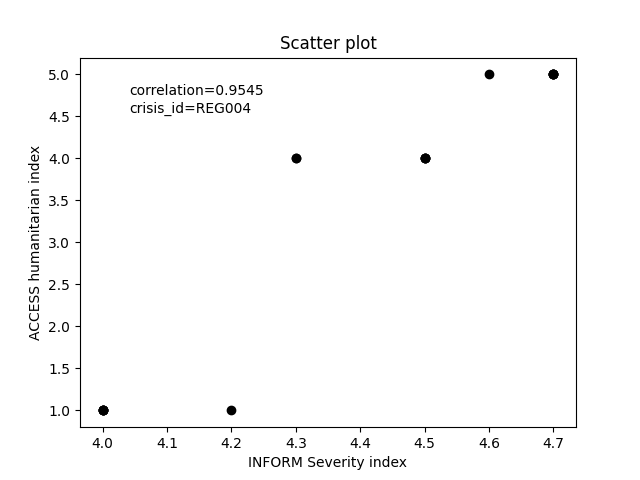 Scatter plot
correlation=0.9545
crisis_id=REG004
ACCESS humanitarian index
5.0
4.5
4.0
3.5
3.0
2.5
2.0
1.5
1.0
4.0 4.1 4.2 4.3 4.4 4.5 4.6 4.7
INFORM Severity index